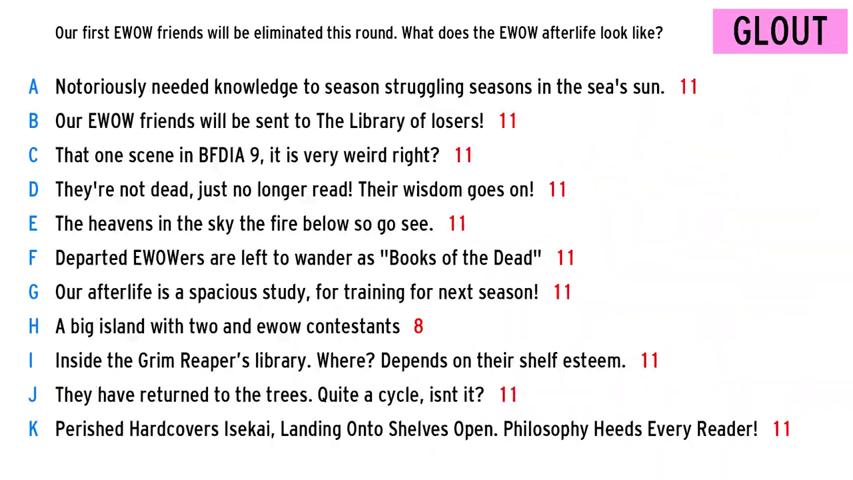 Our first EWOW friends will be eliminated this round. What does the EWOW afterlife look like?
GLOUT
A Notoriously needed knowledge to season struggling seasons in the sea's sun. 11
B Our EWOW friends will be sent to The Library of losers! 11
C That one scene in BFDIA 9, it is very weird right? 11
D They're not dead, just no longer read! Their wisdom goes on! 11
E The heavens in the sky the fire below so go see. 11
F Departed EWOWers are left to wander as "Books of the Dead" 11
G Our afterlife is a spacious study, for training for next season! 11
H A big island with two and ewow contestants 8
I Inside the Grim Reaper’s library. Where? Depends on their shelf esteem. 11
J They have returned to the trees. Quite a cycle, isnt it? 11
K Perished Hardcovers Isekai, Landing Onto Shelves Open. Philosophy Heeds Every Reader! 11